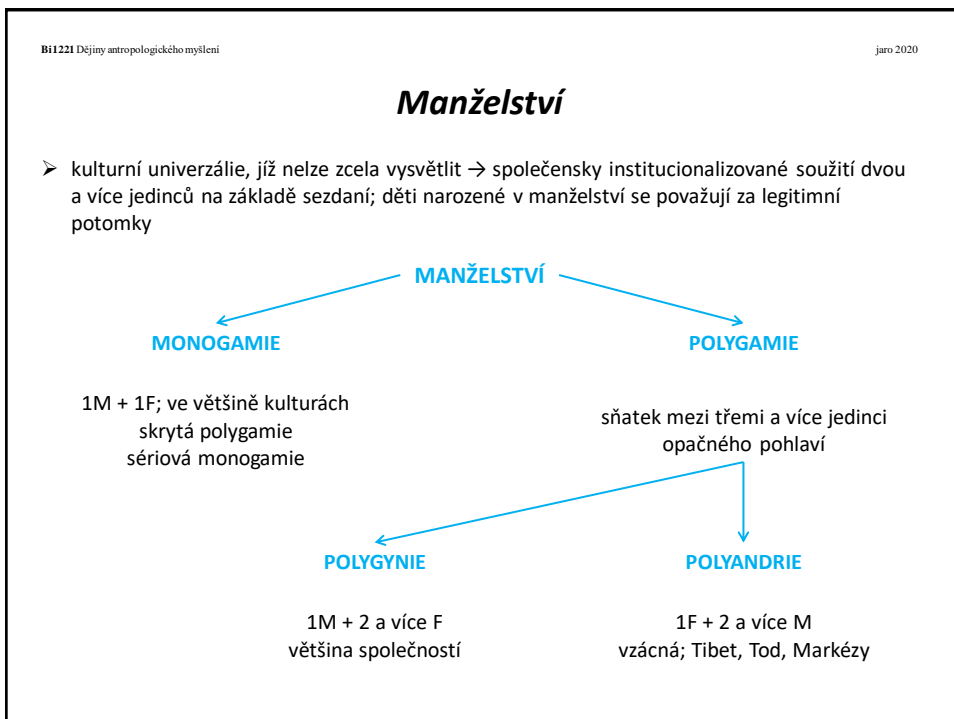 Bi1221 Dějiny antropologického myšlení
jaro 2020
Manželství
➢ kulturní univerzálie, jíž nelze zcela vysvětlit → společensky institucionalizované soužití dvou
a více jedinců na základě sezdaní; děti narozené v manželství se považují za legitimní
potomky
MANŽELSTVÍ
MONOGAMIE
POLYGAMIE
1M + 1F; ve většině kulturách
skrytá polygamie
sériová monogamie
sňatek mezi třemi a více jedinci
opačného pohlaví
POLYGYNIE
POLYANDRIE
1M + 2 a více F
většina společností
1F + 2 a více M
vzácná; Tibet, Tod, Markézy